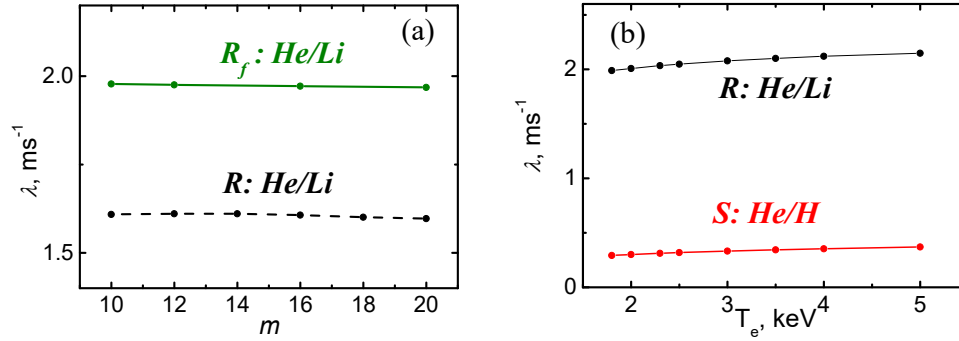 (a)
R_f : He/Li
2.0
λ, ms⁻¹
R: He/Li
1.5
10 12 14 16 18 20
m
(b)
2
R: He/Li
λ, ms⁻¹
1
S: He/H
0
2 3 4 5
T_e, keV